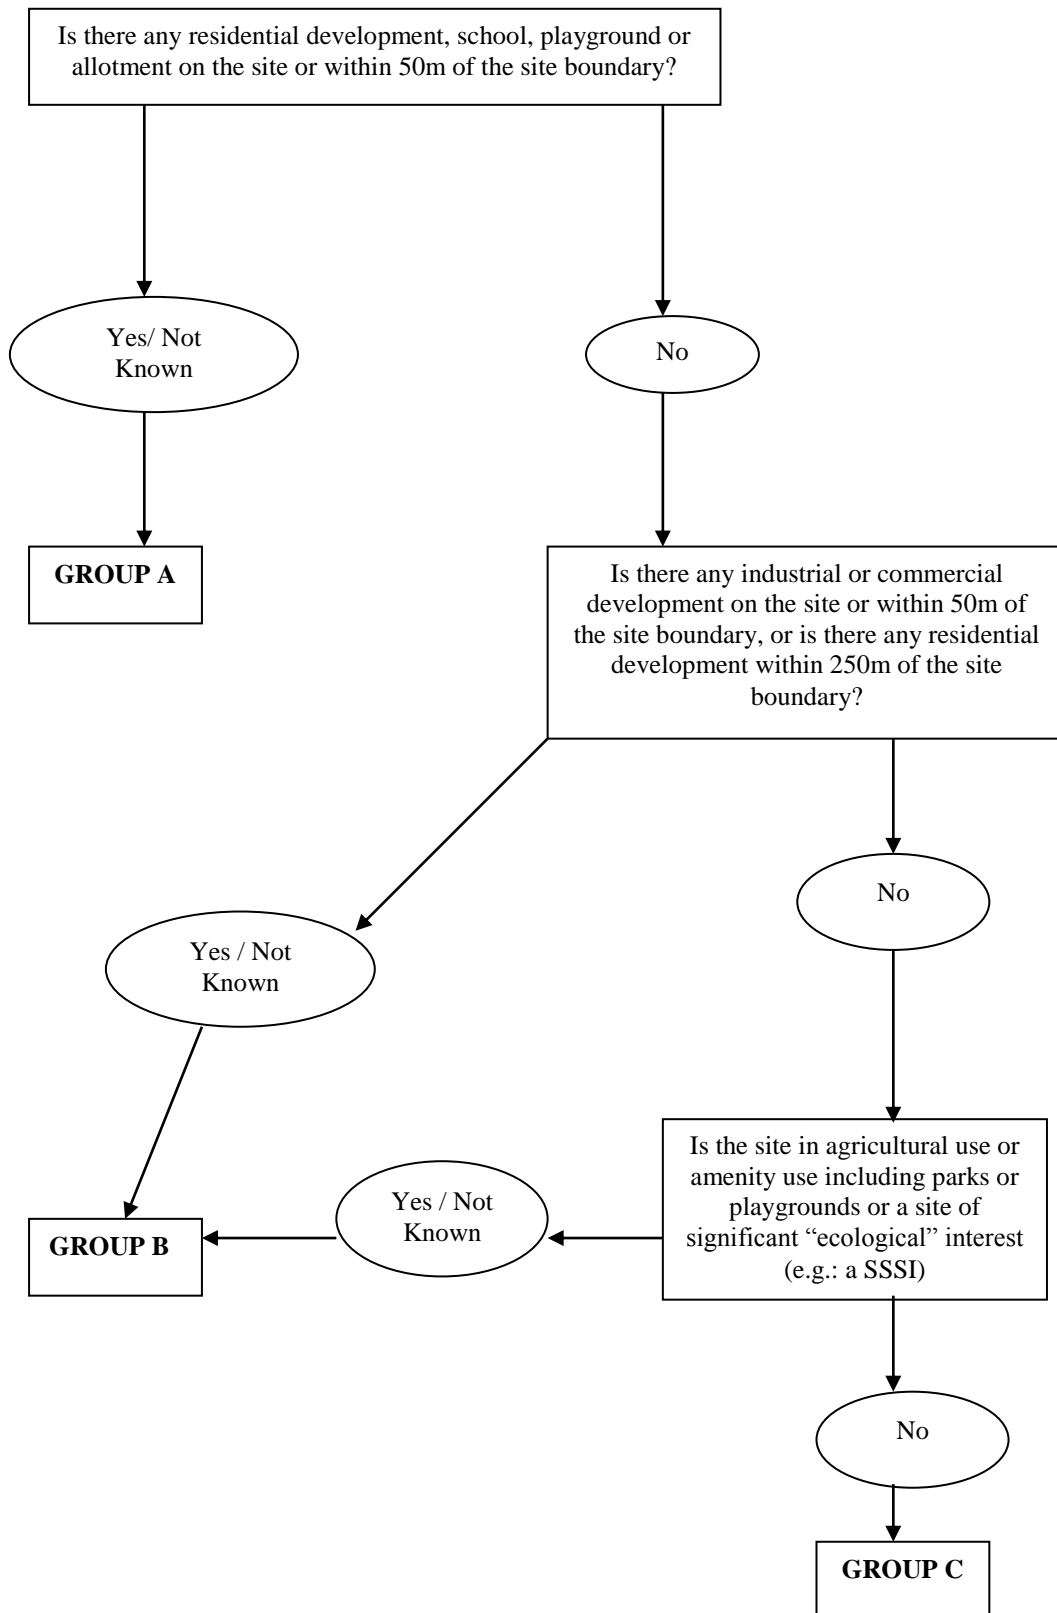 Is there any residential development, school, playground or
allotment on the site or within 50m of the site boundary?
Yes/ Not
Known
No
GROUP A
Is there any industrial or commercial
development on the site or within 50m of
the site boundary, or is there any residential
development within 250m of the site
boundary?
No
Yes / Not
Known
Is the site in agricultural use or
amenity use including parks or
playgrounds or a site of
significant “ecological” interest
(e.g.: a SSSI)
Yes / Not
Known
GROUP B
No
GROUP C